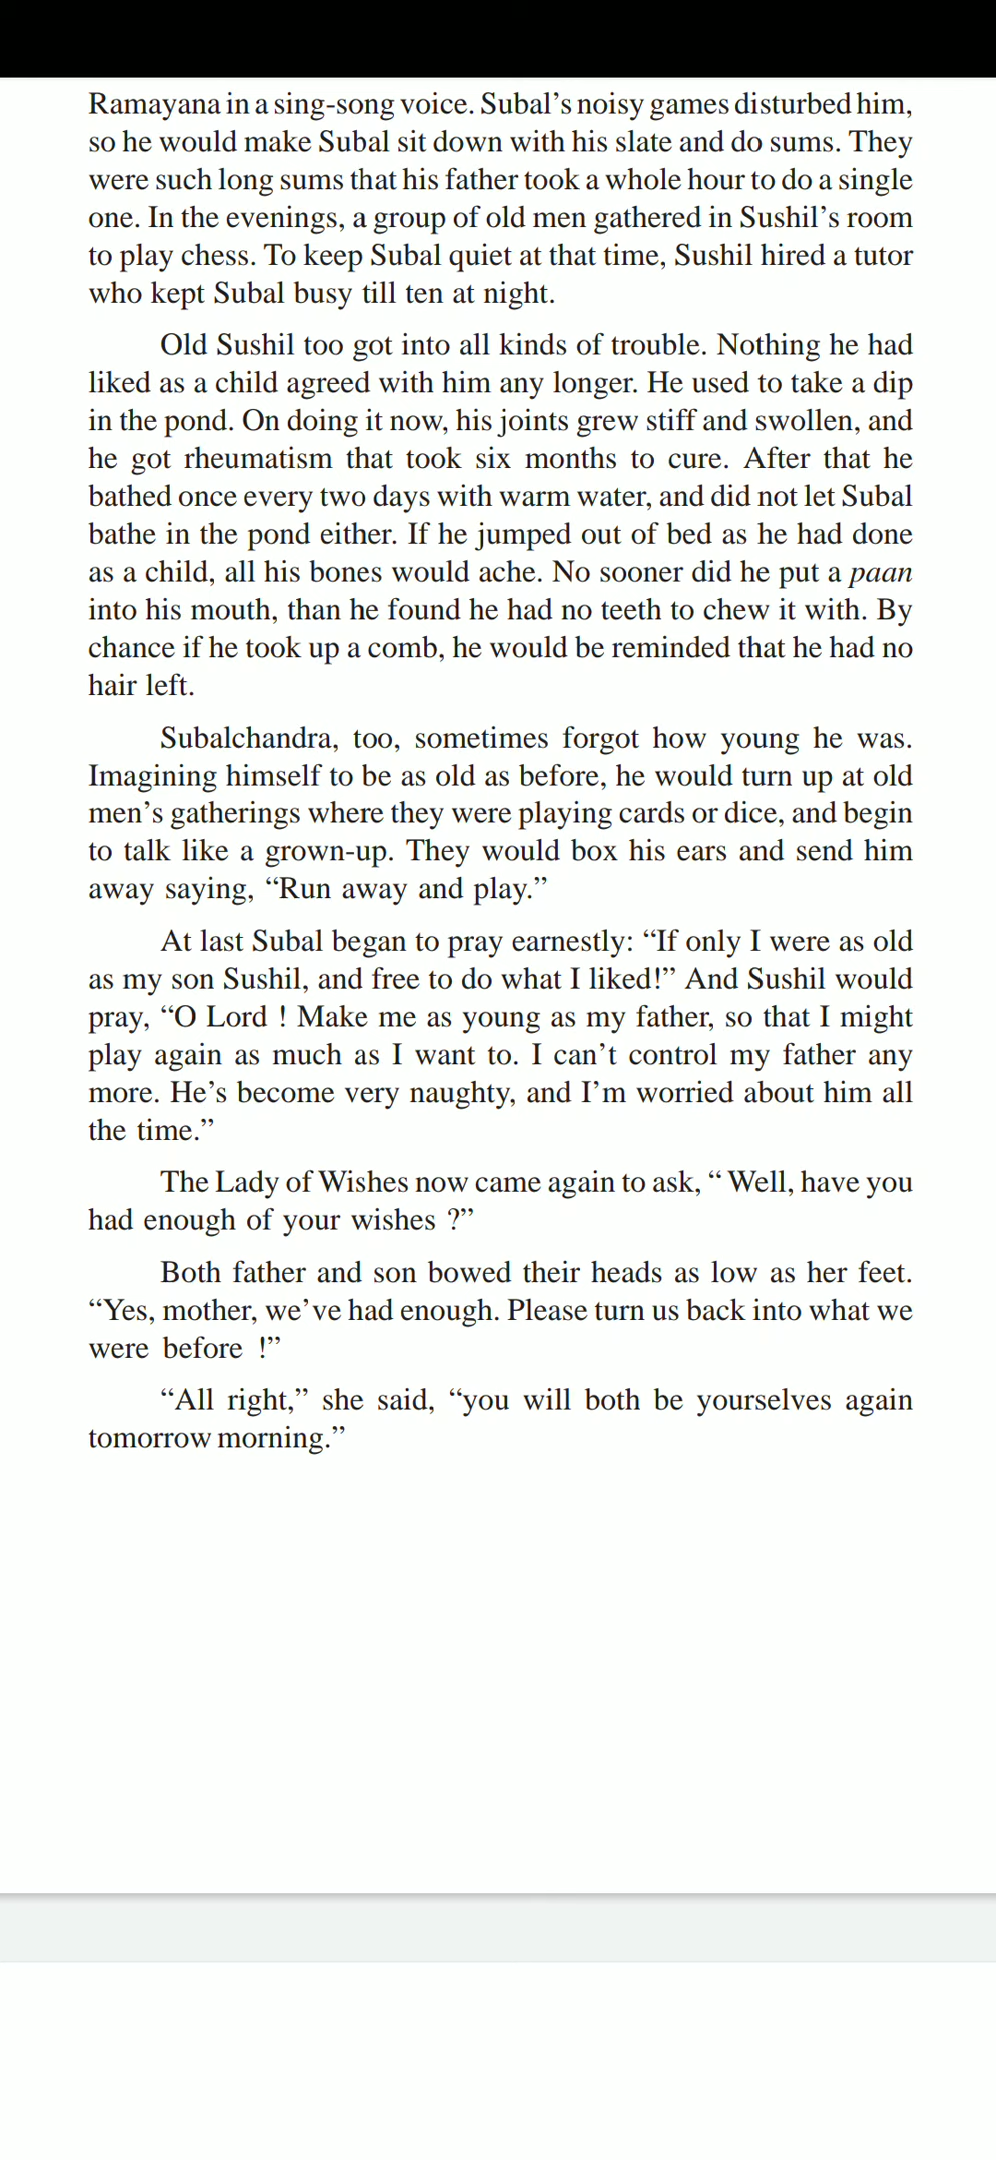 Ramayana in a sing-song voice. Subal’s noisy games disturbed him,
so he would make Subal sit down with his slate and do sums. They
were such long sums that his father took a whole hour to do a single
one. In the evenings, a group of old men gathered in Sushil’s room
to play chess. To keep Subal quiet at that time, Sushil hired a tutor
who kept Subal busy till ten at night.
Old Sushil too got into all kinds of trouble. Nothing he had
liked as a child agreed with him any longer. He used to take a dip
in the pond. On doing it now, his joints grew stiff and swollen, and
he got rheumatism that took six months to cure. After that he
bathed once every two days with warm water, and did not let Subal
bathe in the pond either. If he jumped out of bed as he had done
as a child, all his bones would ache. No sooner did he put a paan
into his mouth, than he found he had no teeth to chew it with. By
chance if he took up a comb, he would be reminded that he had no
hair left.
Subalchandra, too, sometimes forgot how young he was.
Imagining himself to be as old as before, he would turn up at old
men’s gatherings where they were playing cards or dice, and begin
to talk like a grown-up. They would box his ears and send him
away saying, “Run away and play.”
At last Subal began to pray earnestly: “If only I were as old
as my son Sushil, and free to do what I liked!” And Sushil would
pray, “O Lord ! Make me as young as my father, so that I might
play again as much as I want to. I can’t control my father any
more. He’s become very naughty, and I’m worried about him all
the time.”
The Lady of Wishes now came again to ask, “ Well, have you
had enough of your wishes ?”
Both father and son bowed their heads as low as her feet.
“Yes, mother, we’ve had enough. Please turn us back into what we
were before !”
“All right,” she said, “you will both be yourselves again
tomorrow morning.”